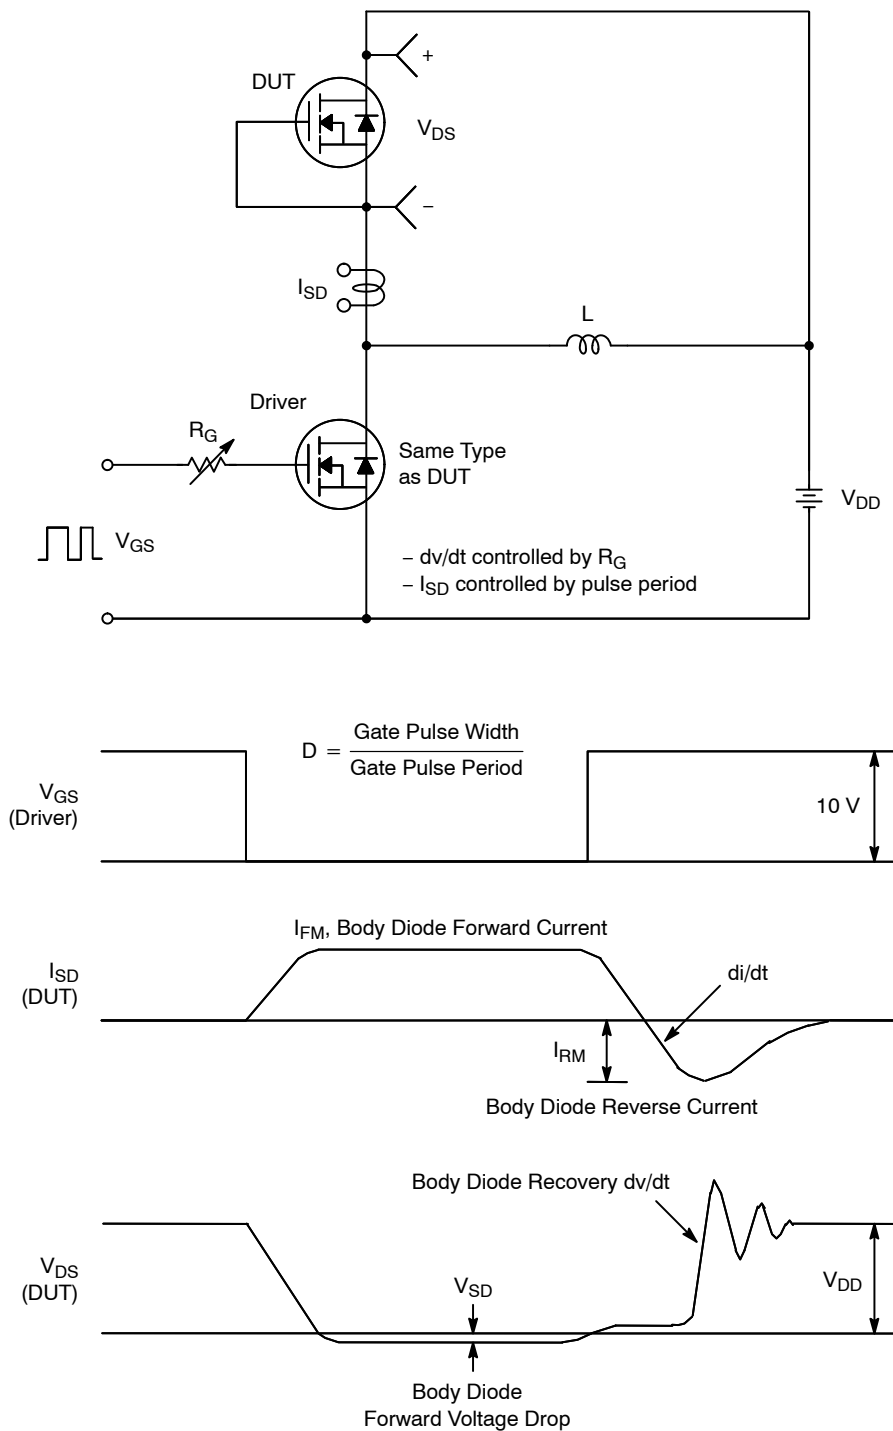 +
DUT
V_DS
−
I_SD
L
Driver
R_G
Same Type
as DUT
V_DD
V_GS
− dv/dt controlled by R_G
− I_SD controlled by pulse period
D = Gate Pulse Width
Gate Pulse Period
V_GS
(Driver)
10 V
I_FM, Body Diode Forward Current
I_SD
(DUT)
di/dt
I_RM
Body Diode Reverse Current
Body Diode Recovery dv/dt
V_DS
(DUT)
V_SD
V_DD
Body Diode
Forward Voltage Drop